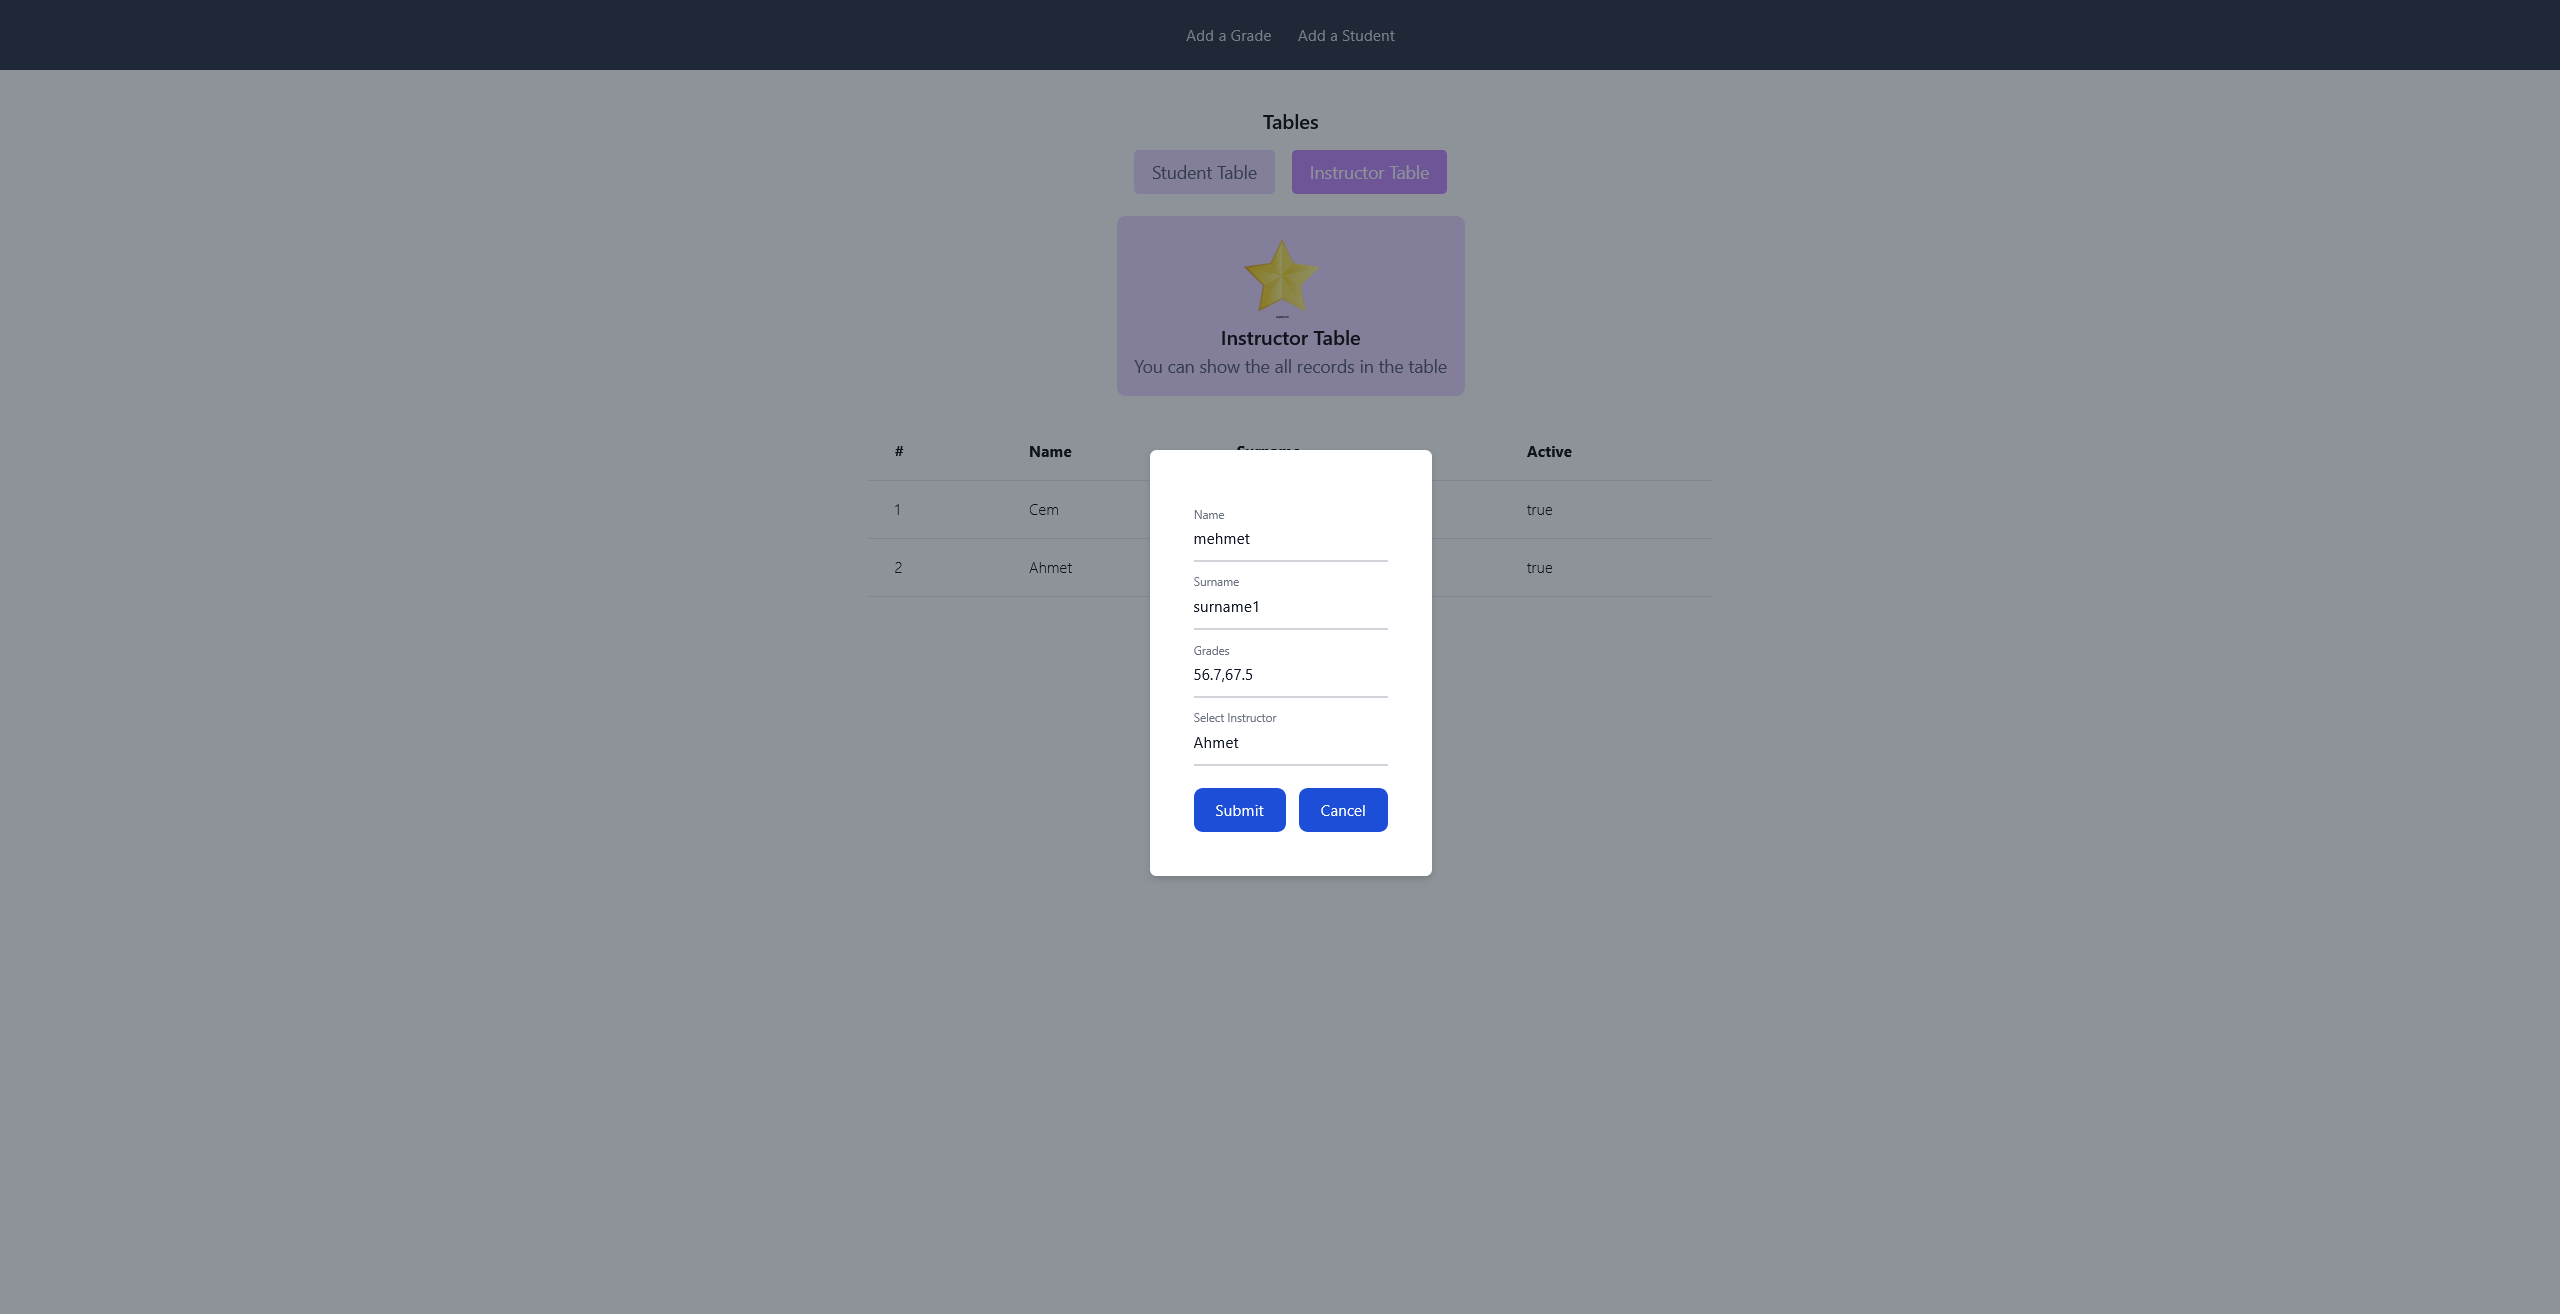 Add a Grade Add a Student
Tables
Student Table Instructor Table
Instructor Table
You can show the all records in the table
# Name Surname Active
1 Cem true
2 Ahmet true
Name
mehmet
Surname
surname1
Grades
56.7,67.5
Select Instructor
Ahmet
Submit Cancel